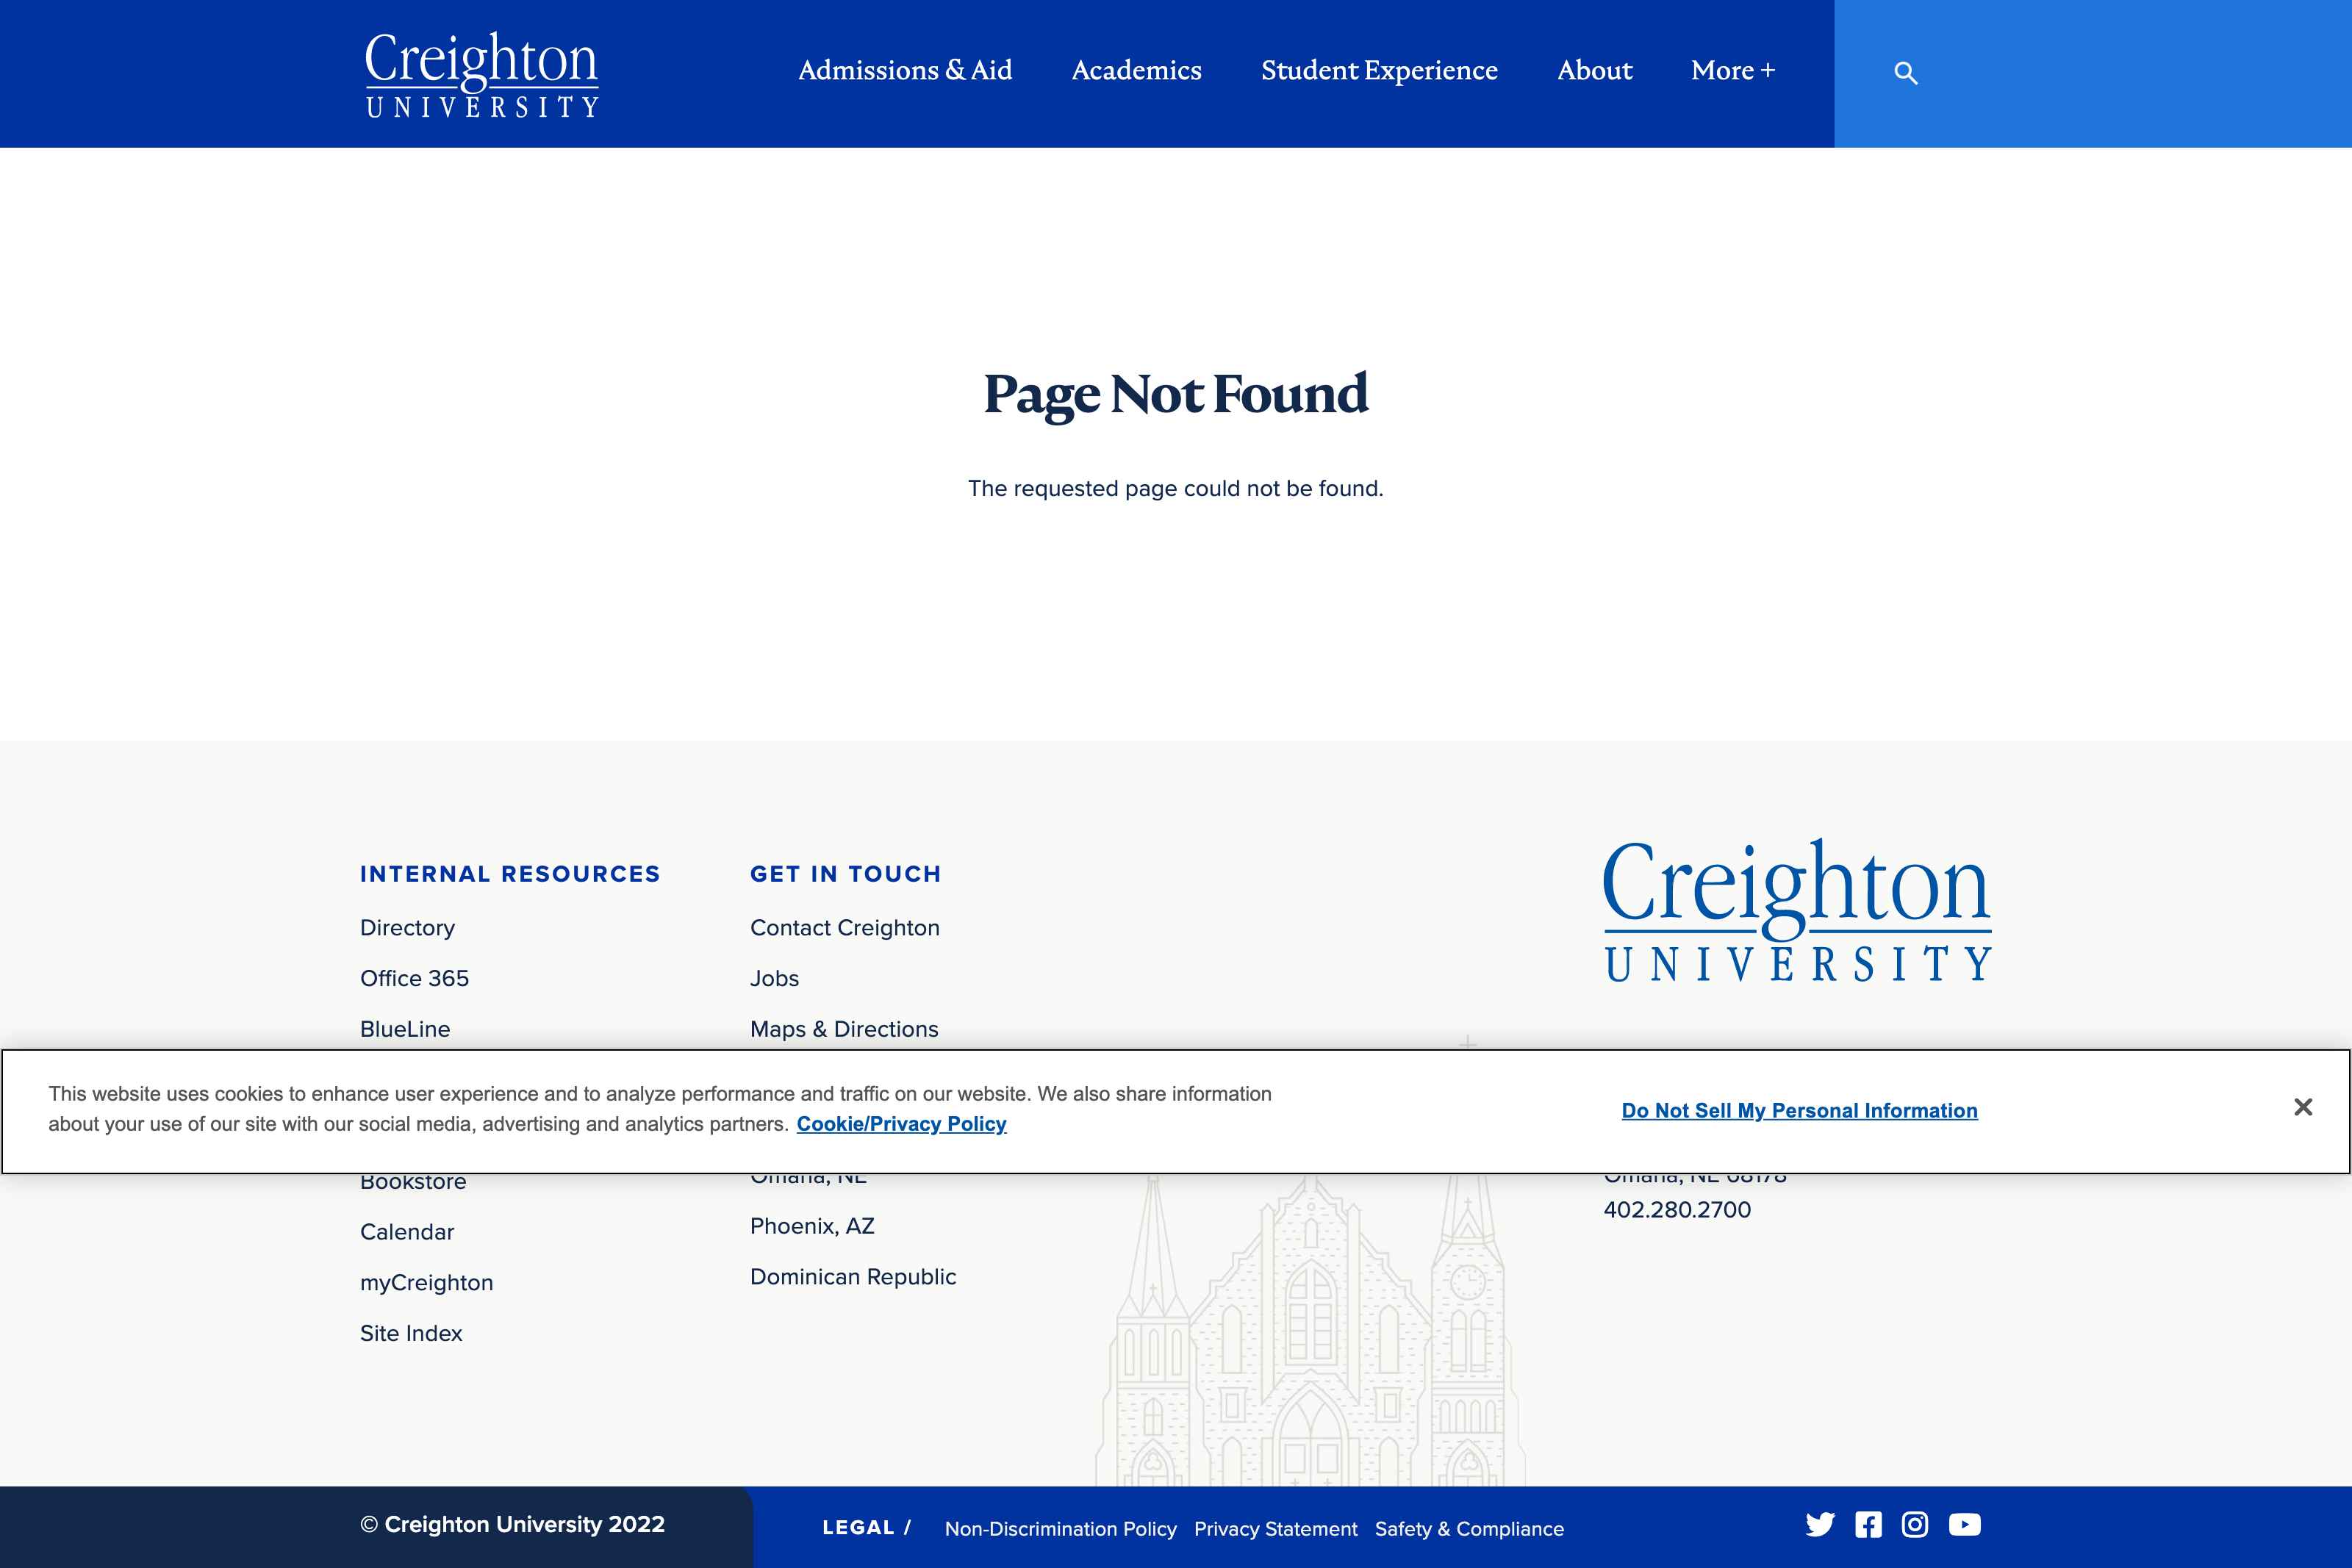 Creighton
UNIVERSITY
Admissions & Aid
Academics
Student Experience
About
More +
Page Not Found
The requested page could not be found.
INTERNAL RESOURCES
Directory
Office 365
BlueLine
GET IN TOUCH
Contact Creighton
Jobs
Maps & Directions
Creighton
UNIVERSITY
This website uses cookies to enhance user experience and to analyze performance and traffic on our website. We also share information
about your use of our site with our social media, advertising and analytics partners. Cookie/Privacy Policy
Do Not Sell My Personal Information
Bookstore
Calendar
myCreighton
Site Index
Omaha, NE
Phoenix, AZ
Dominican Republic
Omaha, NE 68178
402.280.2700
© Creighton University 2022
LEGAL /
Non-Discrimination Policy
Privacy Statement
Safety & Compliance